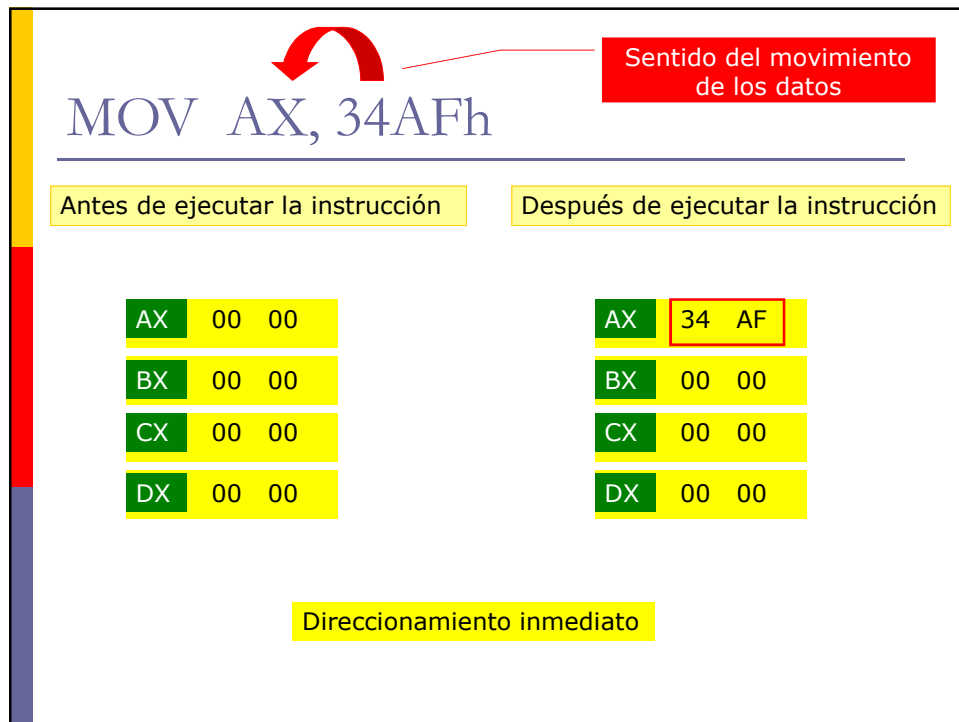 Sentido del movimiento
de los datos
MOV AX, 34AFh
Antes de ejecutar la instrucción
Después de ejecutar la instrucción
AX 00 00
BX 00 00
CX 00 00
DX 00 00
AX 34 AF
BX 00 00
CX 00 00
DX 00 00
Direccionamiento inmediato